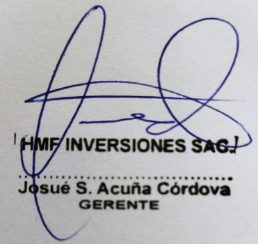 HMF INVERSIONES SAC.
Josué S. Acuña Córdova
GERENTE